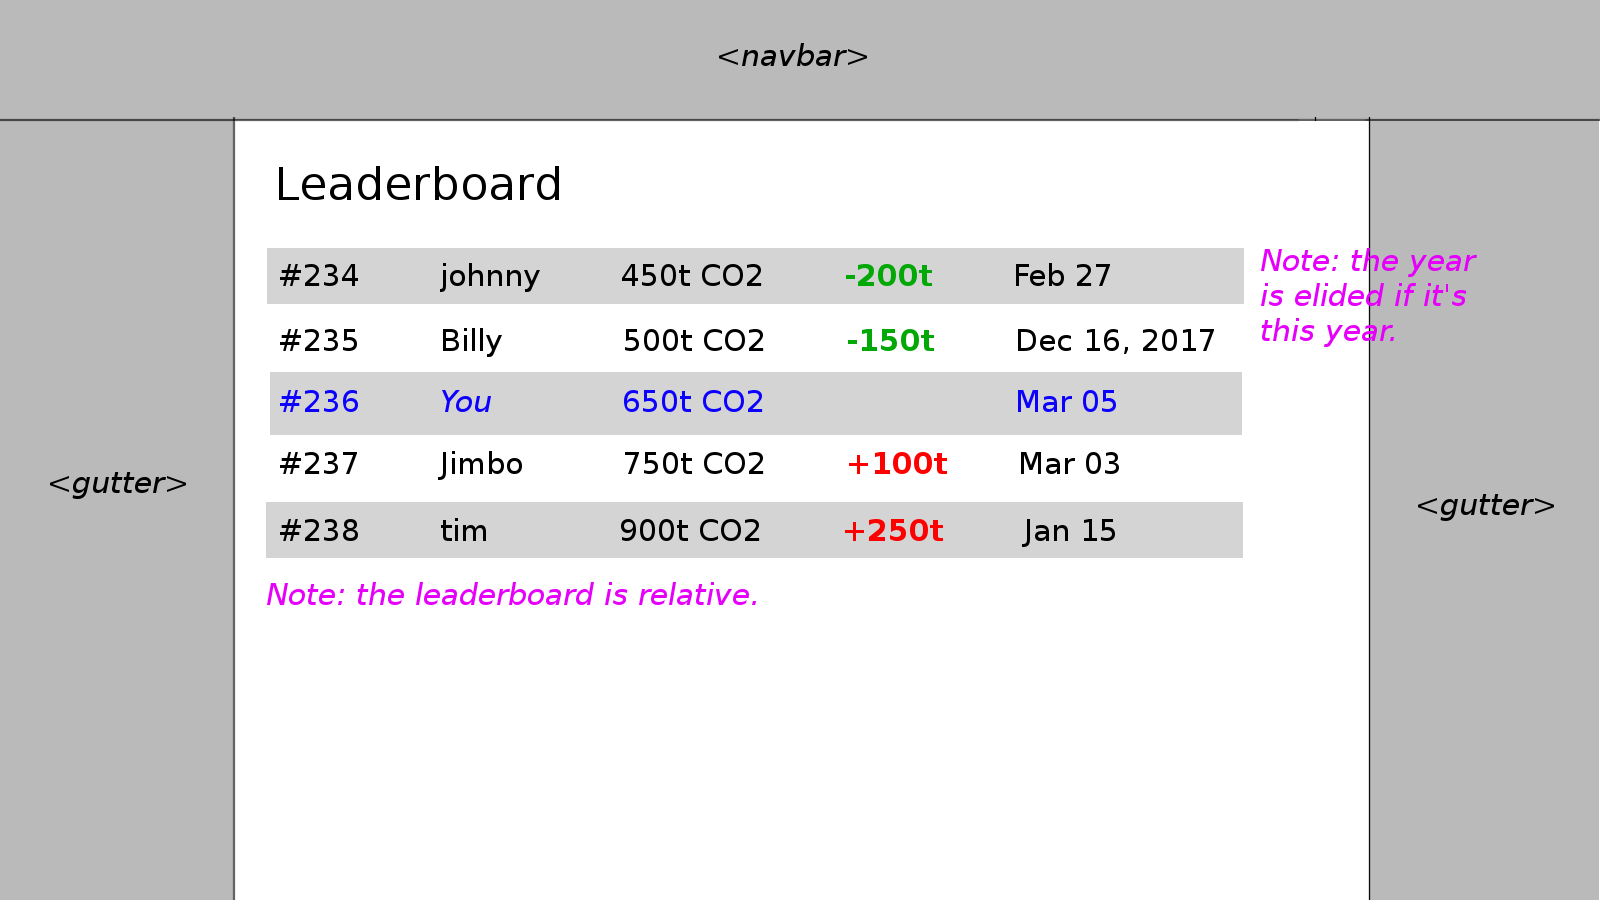 <navbar>
Leaderboard
#234 johnny 450t CO2 -200t Feb 27
#235 Billy 500t CO2 -150t Dec 16, 2017
#236 You 650t CO2 Mar 05
#237 Jimbo 750t CO2 +100t Mar 03
#238 tim 900t CO2 +250t Jan 15
Note: the year
is elided if it's
this year.
Note: the leaderboard is relative.
<gutter>
<gutter>